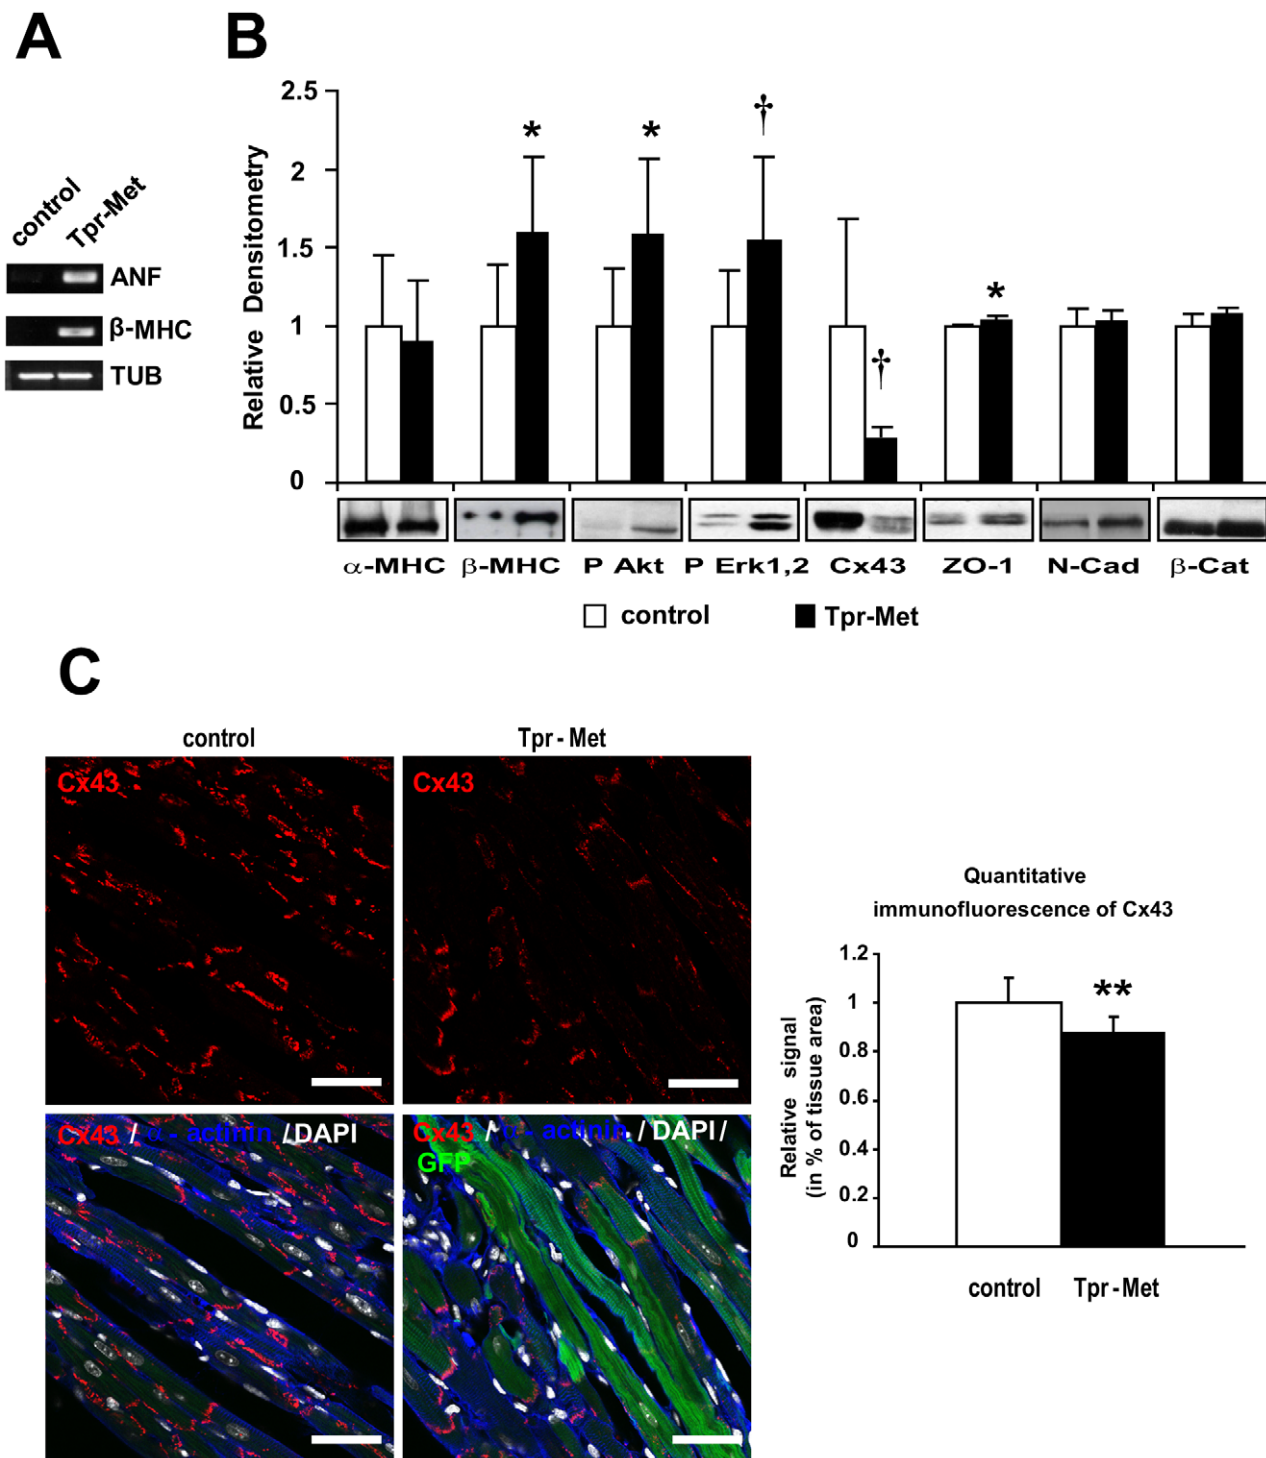 A
B
control
Tpr-Met
ANF
β-MHC
TUB
Relative Densitometry
2.5
2
1.5
1
0.5
0
*
*
†
†
*
α-MHC
β-MHC
P Akt
P Erk1,2
Cx43
ZO-1
N-Cad
β-Cat
control
Tpr-Met
C
control
Tpr - Met
Cx43
Cx43
Cx43 / α - actinin /DAPI
Cx43 / α - actinin / DAPI /
GFP
Quantitative
immunofluorescence of Cx43
Relative signal
(in % of tissue area)
1.2
1
0.8
0.6
0.4
0.2
0
**
control
Tpr - Met